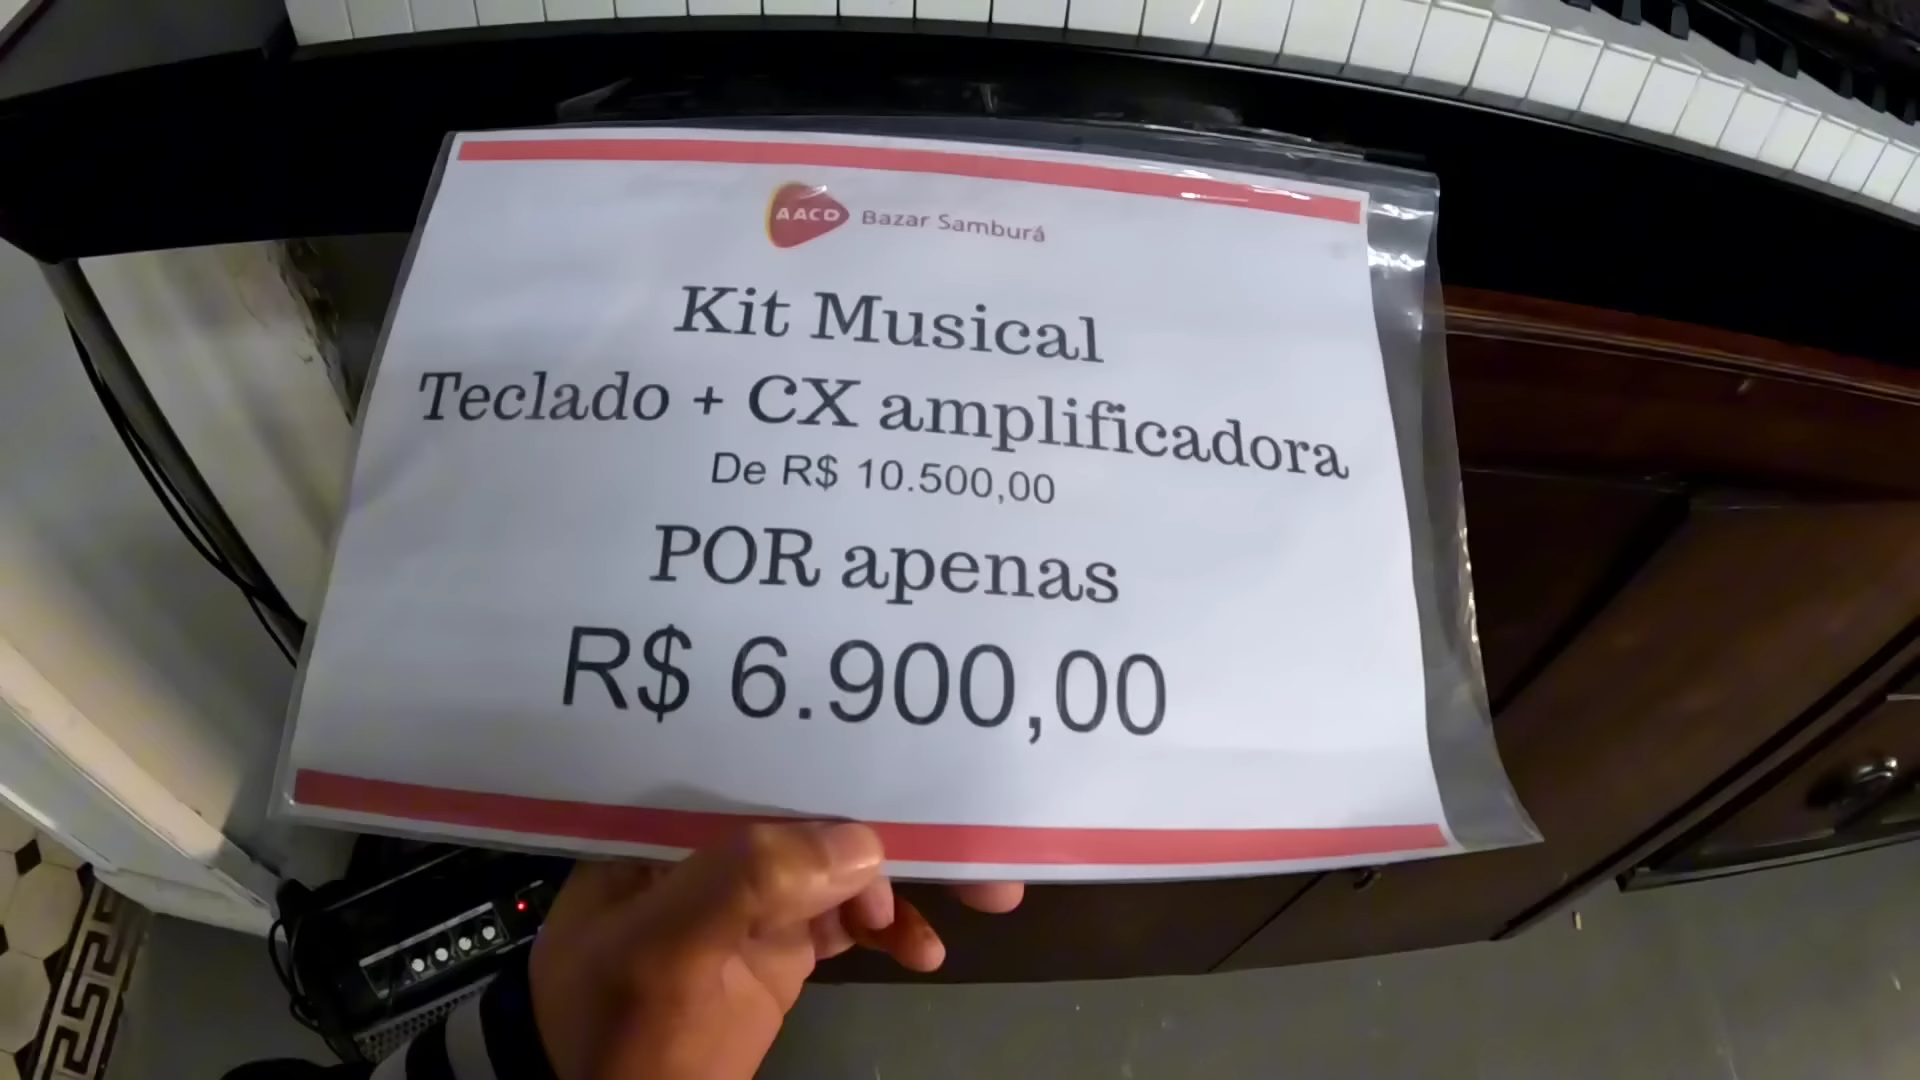 AACD Bazar Samburá
Kit Musical
Teclado + CX amplificadora
De R$ 10.500,00
POR apenas
R$ 6.900,00